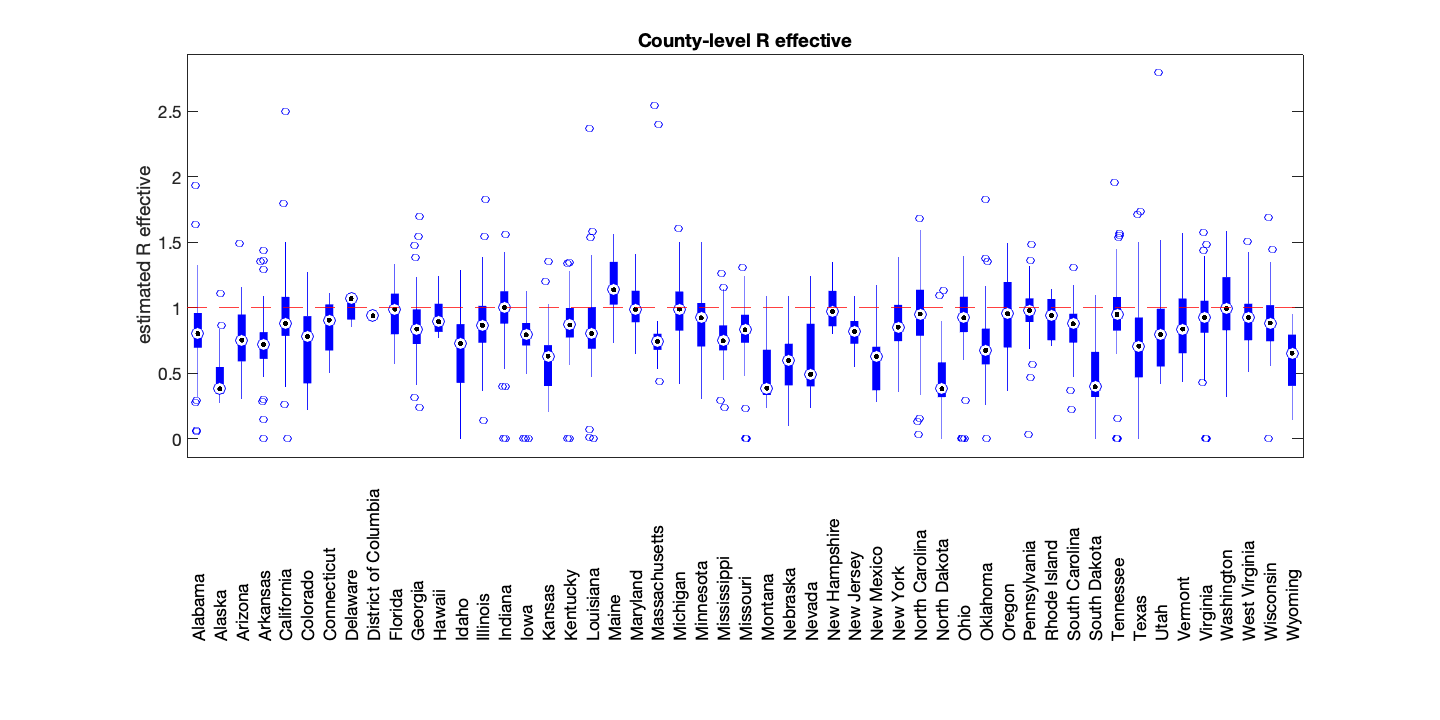 County-level R effective
estimated R effective
2.5
2
1.5
1
0.5
0
Alabama
Alaska
Arizona
Arkansas
California
Colorado
Connecticut
Delaware
District of Columbia
Florida
Georgia
Hawaii
Idaho
Illinois
Indiana
Iowa
Kansas
Kentucky
Louisiana
Maine
Maryland
Massachusetts
Michigan
Minnesota
Mississippi
Missouri
Montana
Nebraska
Nevada
New Hampshire
New Jersey
New Mexico
New York
North Carolina
North Dakota
Ohio
Oklahoma
Oregon
Pennsylvania
Rhode Island
South Carolina
South Dakota
Tennessee
Texas
Utah
Vermont
Virginia
Washington
West Virginia
Wisconsin
Wyoming